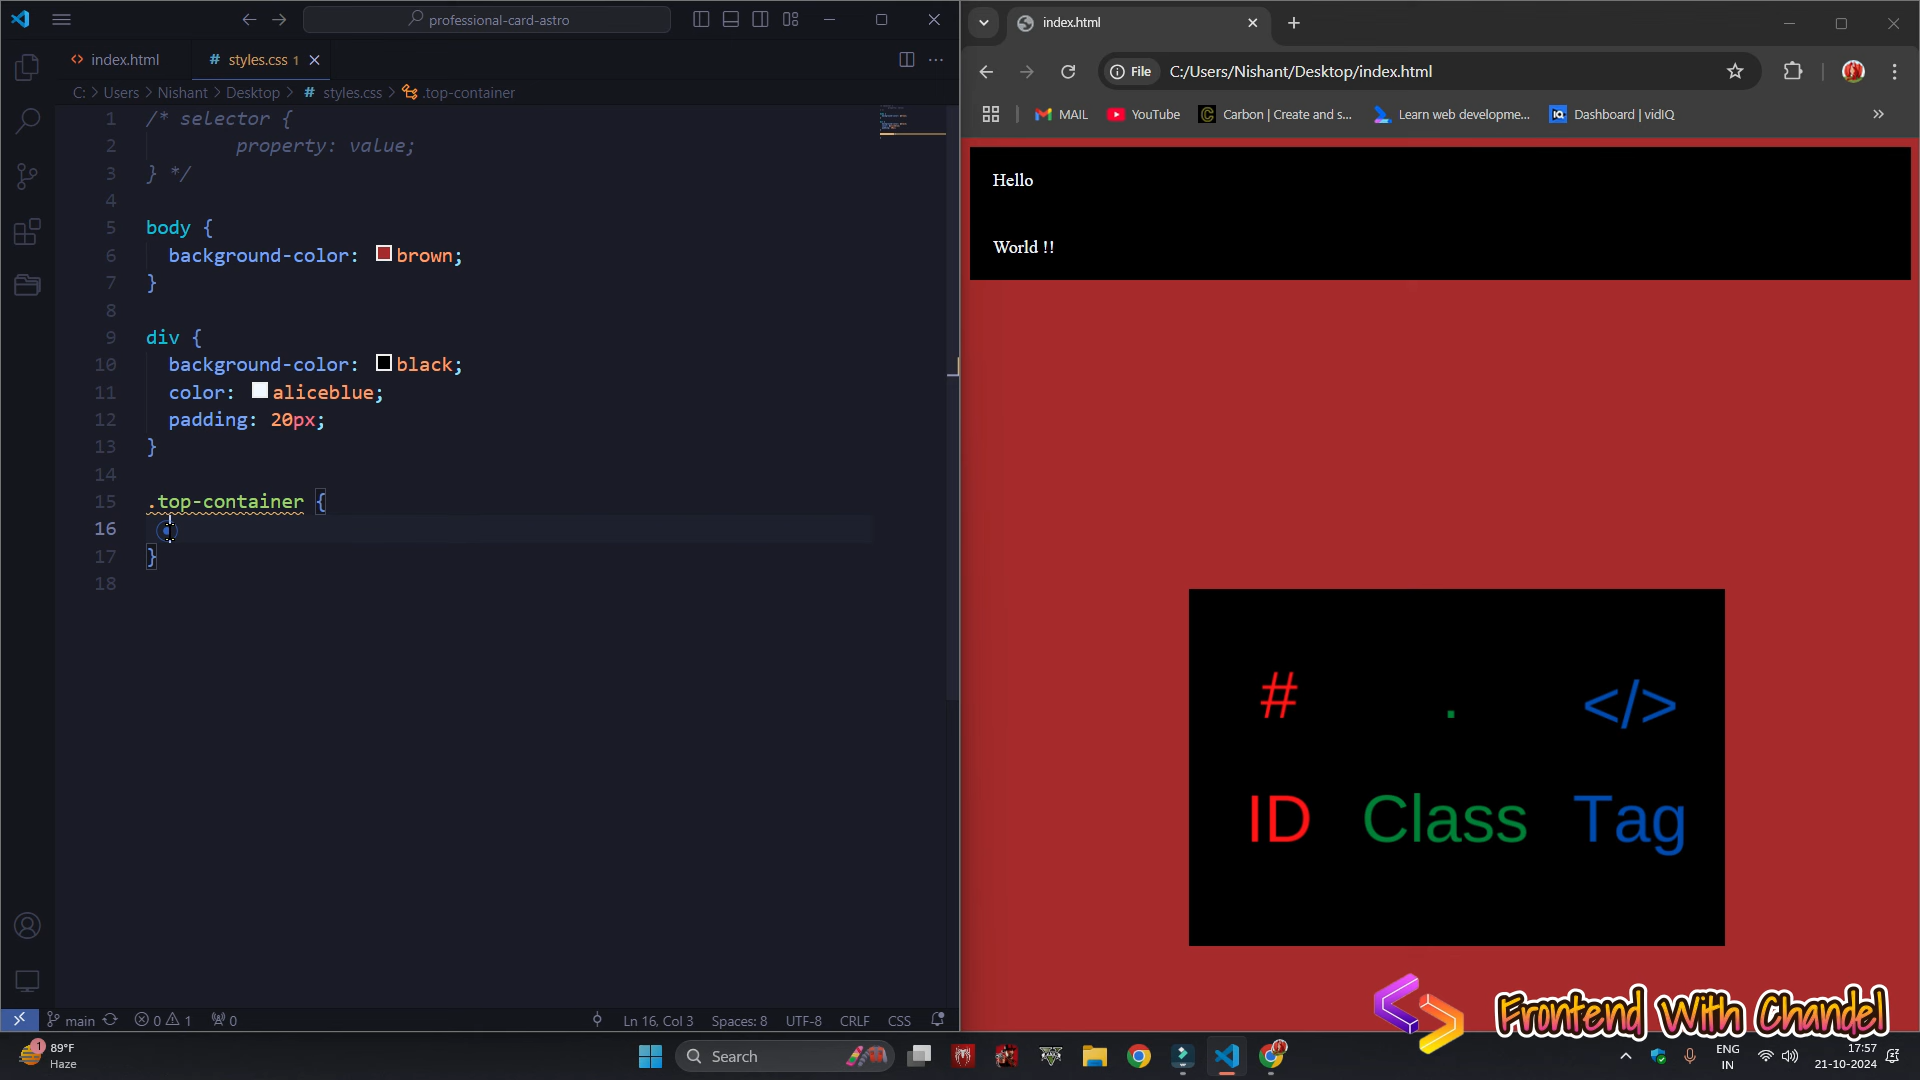 professional-card-astro
index.html
# styles.css 1
C: > Users > Nishant > Desktop > # styles.css > .top-container
1 /* selector {
2 property: value;
3 } */
4
5 body {
6 background-color: brown;
7 }
8
9 div {
10 background-color: black;
11 color: aliceblue;
12 padding: 20px;
13 }
14
15 .top-container {
16
17 }
18
main
0 1
0
Ln 16, Col 3
Spaces: 8
UTF-8
CRLF
CSS
index.html
File
C:/Users/Nishant/Desktop/index.html
MAIL
YouTube
Carbon | Create and s...
Learn web developme...
Dashboard | vidIQ
Hello
World !!
# . </>
ID Class Tag
Frontend With Chandel
1
89°F
Haze
Search
ENG
IN
17:57
21-10-2024